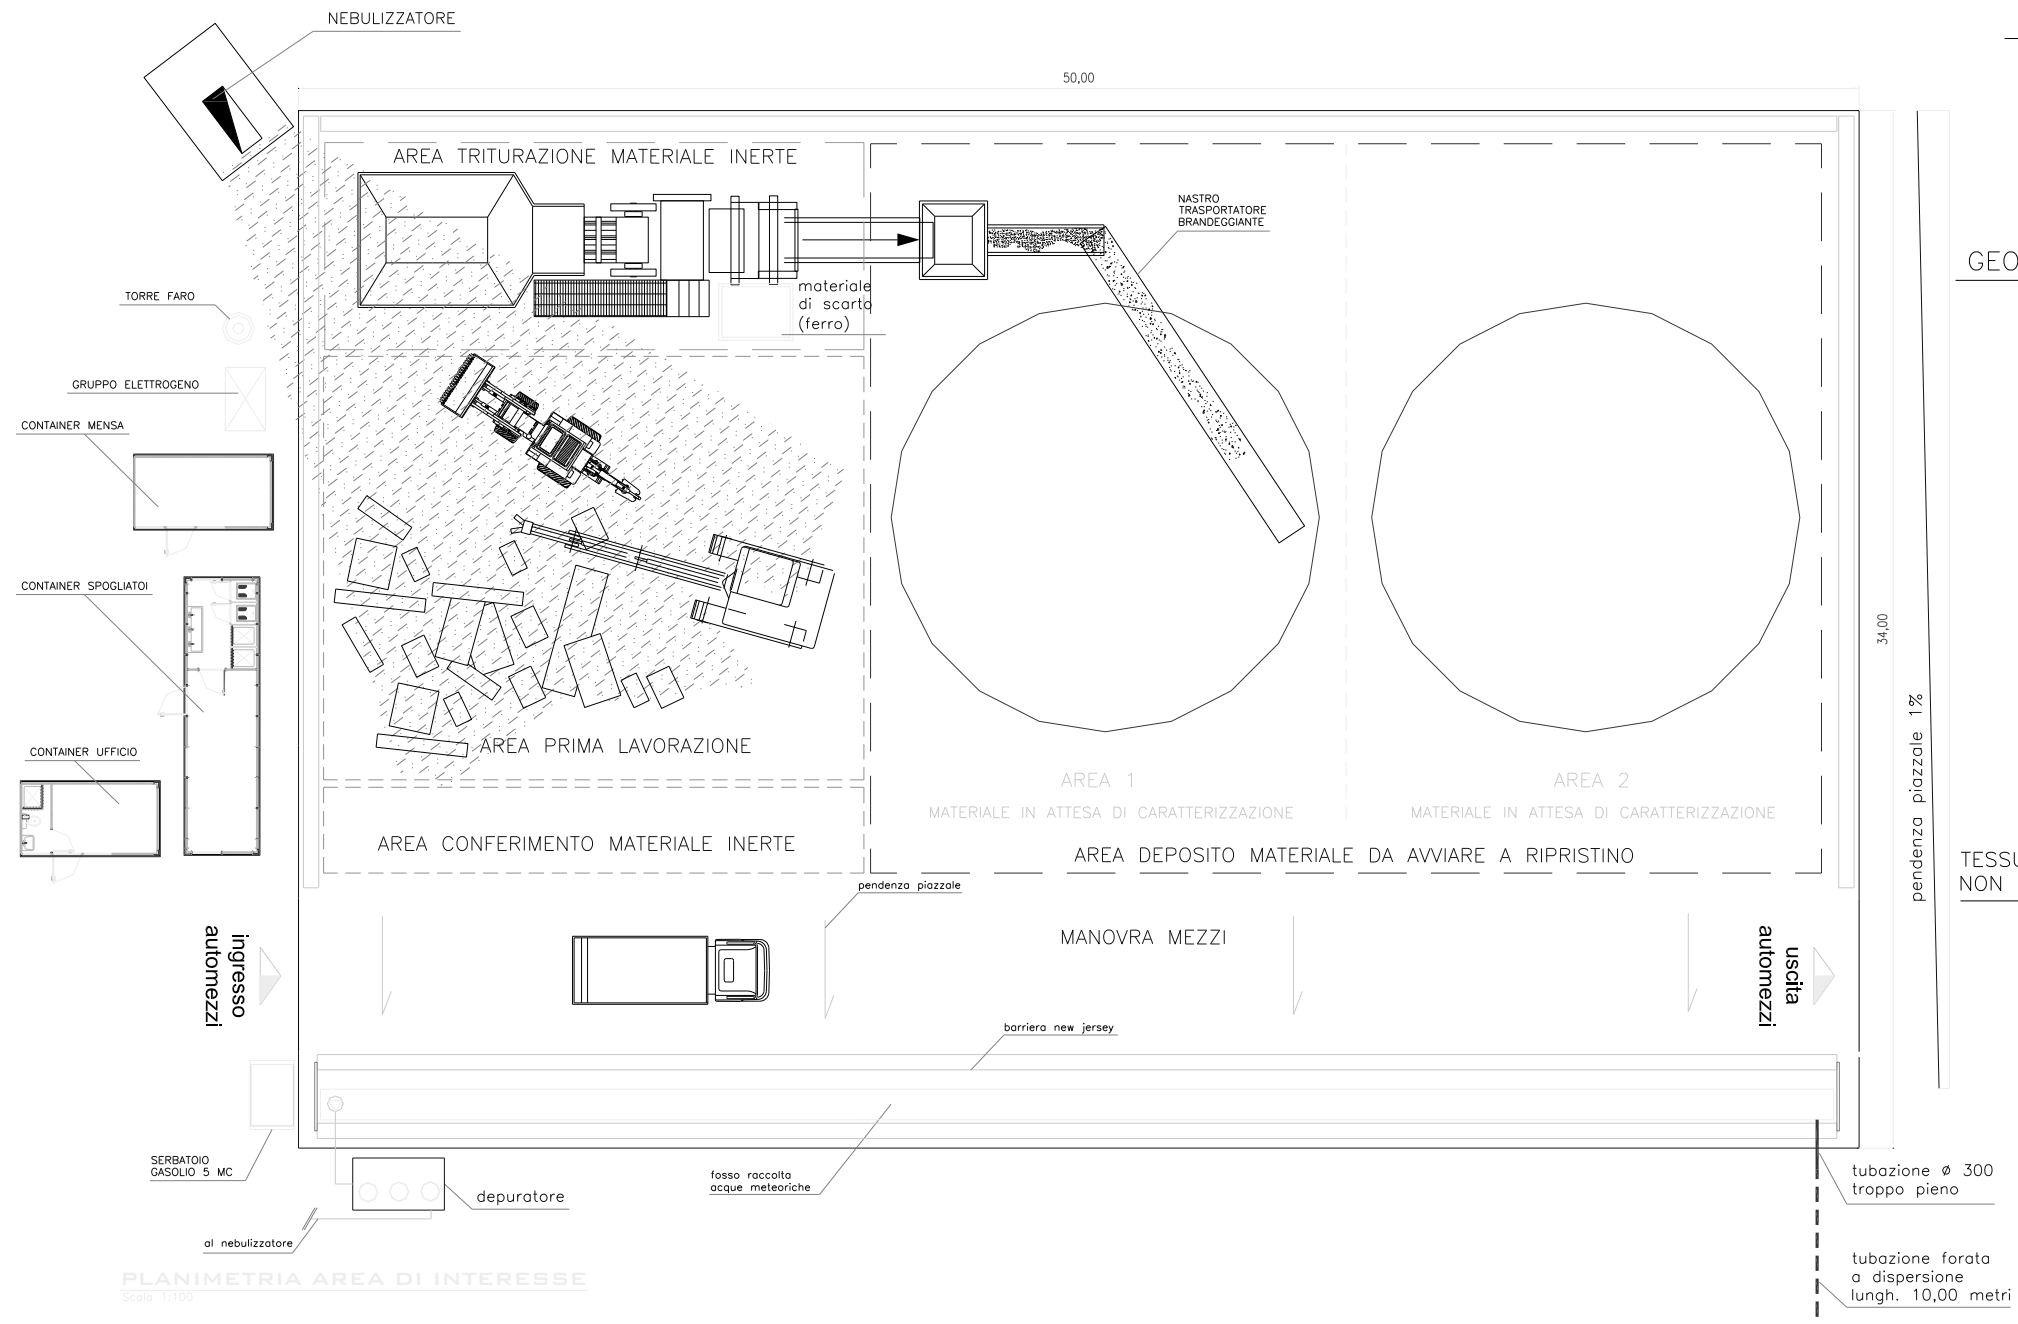 NEBULIZZATORE
50,00
AREA TRITURAZIONE MATERIALE INERTE
NASTRO
TRASPORTATORE
BRANDEGGIANTE
GEO
materiale
di scarto
(ferro)
TORRE FARO
GRUPPO ELETTROGENO
CONTAINER MENSA
CONTAINER SPOGLIATOI
34,00
pendenza piazzale 1%
CONTAINER UFFICIO
AREA PRIMA LAVORAZIONE
AREA 1
MATERIALE IN ATTESA DI CARATTERIZZAZIONE
AREA 2
MATERIALE IN ATTESA DI CARATTERIZZAZIONE
AREA CONFERIMENTO MATERIALE INERTE
AREA DEPOSITO MATERIALE DA AVVIARE A RIPRISTINO
TESSU
NON
pendenza piazzale
MANOVRA MEZZI
ingresso
automezzi
uscita
automezzi
barriera new jersey
SERBATOIO
GASOLIO 5 MC
depuratore
fosso raccolta
acque meteoriche
tubazione ø 300
troppo pieno
al nebulizzatore
tubazione forata
a dispersione
lungh. 10,00 metri
PLANIMETRIA AREA DI INTERESSE
Scala 1:100